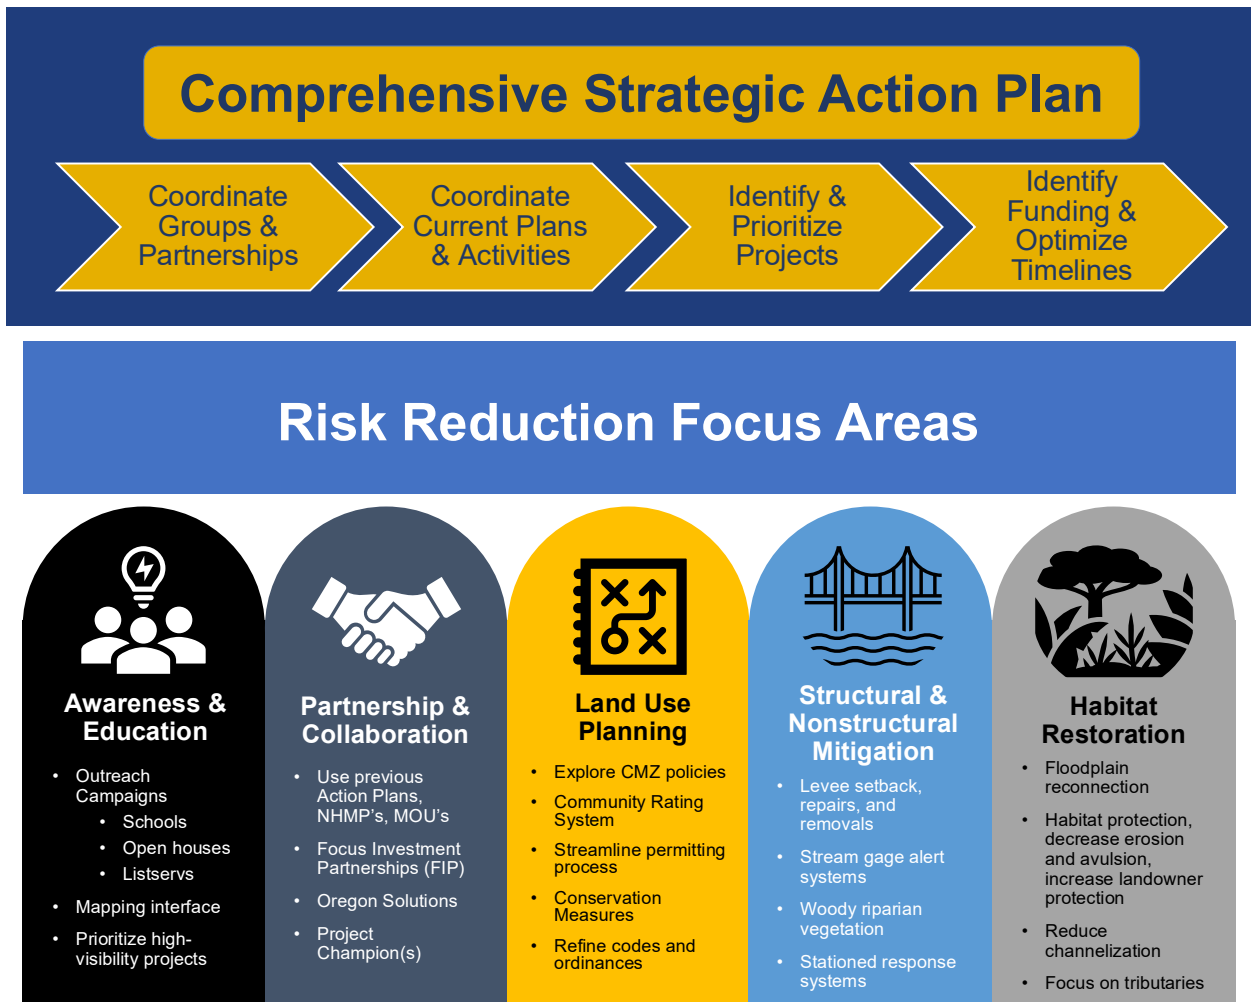 Comprehensive Strategic Action Plan
Coordinate
Groups &
Partnerships
Coordinate
Current Plans
& Activities
Identify &
Prioritize
Projects
Identify
Funding &
Optimize
Timelines
Risk Reduction Focus Areas
Awareness &
Education
• Outreach
Campaigns
• Schools
• Open houses
• Listservs
• Mapping interface
• Prioritize high-
visibility projects
Partnership &
Collaboration
• Use previous
Action Plans,
NHMP's, MOU's
• Focus Investment
Partnerships (FIP)
• Oregon Solutions
• Project
Champion(s)
Land Use
Planning
• Explore CMZ policies
• Community Rating
System
• Streamline permitting
process
• Conservation
Measures
• Refine codes and
ordinances
Structural &
Nonstructural
Mitigation
• Levee setback,
repairs, and
removals
• Stream gage alert
systems
• Woody riparian
vegetation
• Stationed response
systems
Habitat
Restoration
• Floodplain
reconnection
• Habitat protection,
decrease erosion
and avulsion,
increase landowner
protection
• Reduce
channelization
• Focus on tributaries